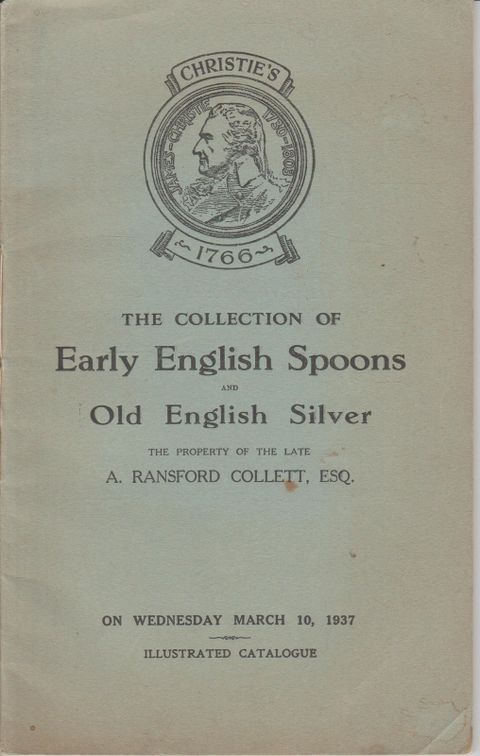 CHRISTIE'S
JAMES-CHRISTIE 1730-1803
1766
THE COLLECTION OF
Early English Spoons
AND
Old English Silver
THE PROPERTY OF THE LATE
A. RANSFORD COLLETT, ESQ.
ON WEDNESDAY MARCH 10, 1937
ILLUSTRATED CATALOGUE